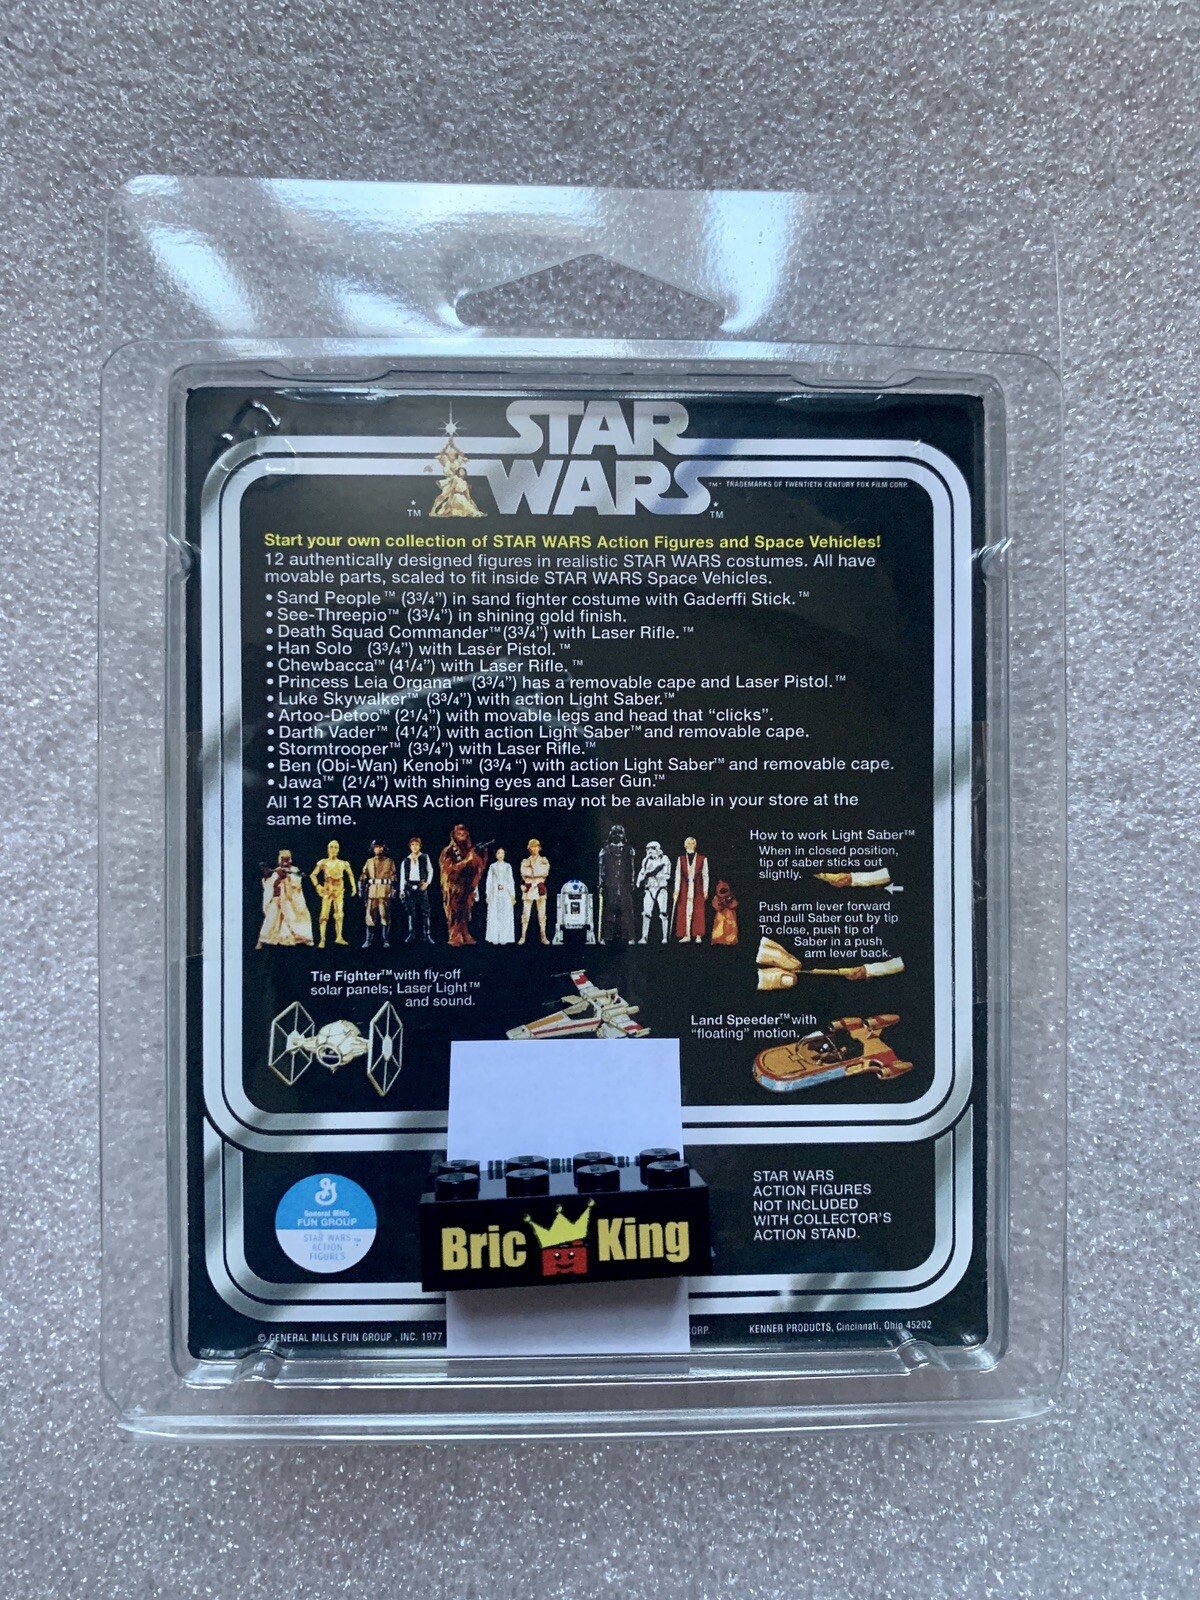 STAR
WARS
TM
TM
TM* TRADEMARKS OF TWENTIETH CENTURY FOX FILM CORP.
Start your own collection of STAR WARS Action Figures and Space Vehicles!
12 authentically designed figures in realistic STAR WARS costumes. All have
movable parts, scaled to fit inside STAR WARS Space Vehicles.
• Sand People™ (3¾") in sand fighter costume with Gaderffi Stick.™
• See-Threepio™ (3¾") in shining gold finish.
• Death Squad Commander™ (3¾") with Laser Rifle.™
• Han Solo (3¾") with Laser Pistol.™
• Chewbacca™ (4¼") with Laser Rifle.™
• Princess Leia Organa™ (3¾") has a removable cape and Laser Pistol.™
• Luke Skywalker™ (3¾") with action Light Saber.™
• Artoo-Detoo™ (2¼") with movable legs and head that "clicks".
• Darth Vader™ (4¼") with action Light Saber™ and removable cape.
• Stormtrooper™ (3¾") with Laser Rifle.™
• Ben (Obi-Wan) Kenobi™ (3¾") with action Light Saber™ and removable cape.
• Jawa™ (2¼") with shining eyes and Laser Gun.™
All 12 STAR WARS Action Figures may not be available in your store at the
same time.
How to work Light Saber™
When in closed position,
tip of saber sticks out
slightly.
Push arm lever forward
and pull Saber out by tip
To close, push tip of
Saber in a push
arm lever back.
Tie Fighter™ with fly-off
solar panels; Laser Light™
and sound.
Land Speeder™ with
"floating" motion.
General Mills
FUN GROUP
STAR WARS™
ACTION
FIGURES
Bric King
STAR WARS
ACTION FIGURES
NOT INCLUDED
WITH COLLECTOR'S
ACTION STAND.
© GENERAL MILLS FUN GROUP, INC. 1977
CORP.
KENNER PRODUCTS, Cincinnati, Ohio 45202